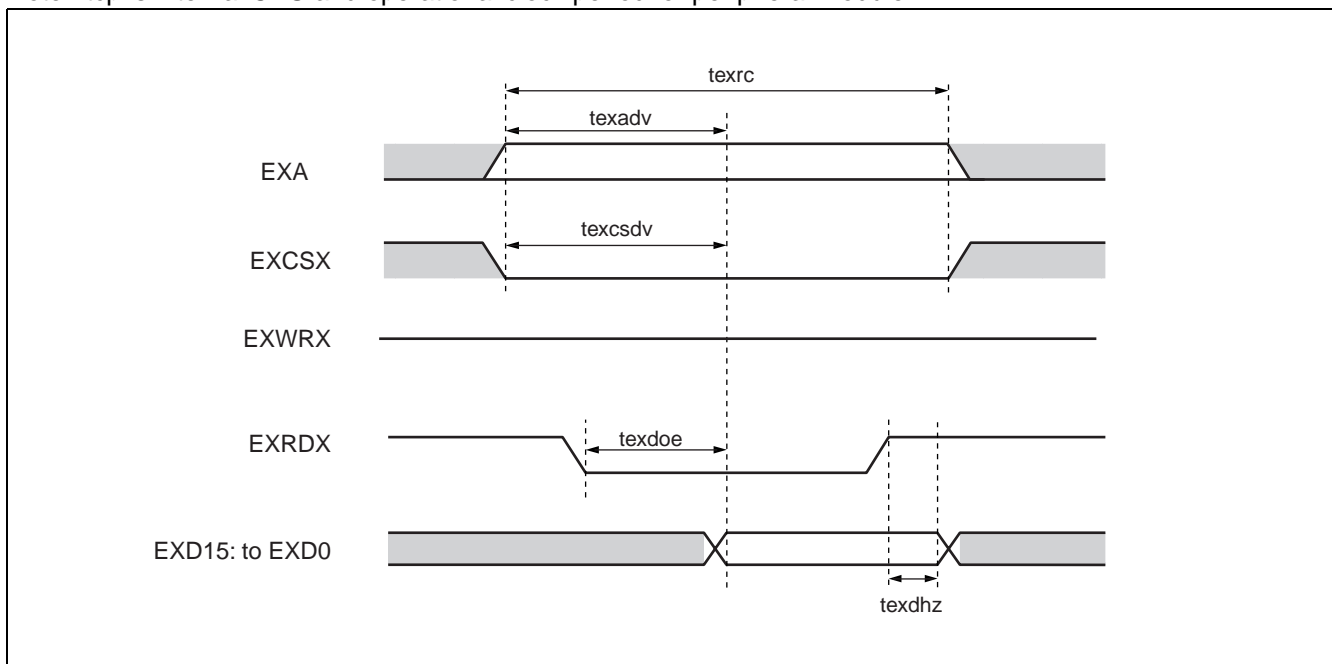 texrc
texadv
EXA
texcsdv
EXCSX
EXWRX
EXRDX
texdoe
EXD15: to EXD0
texdhz